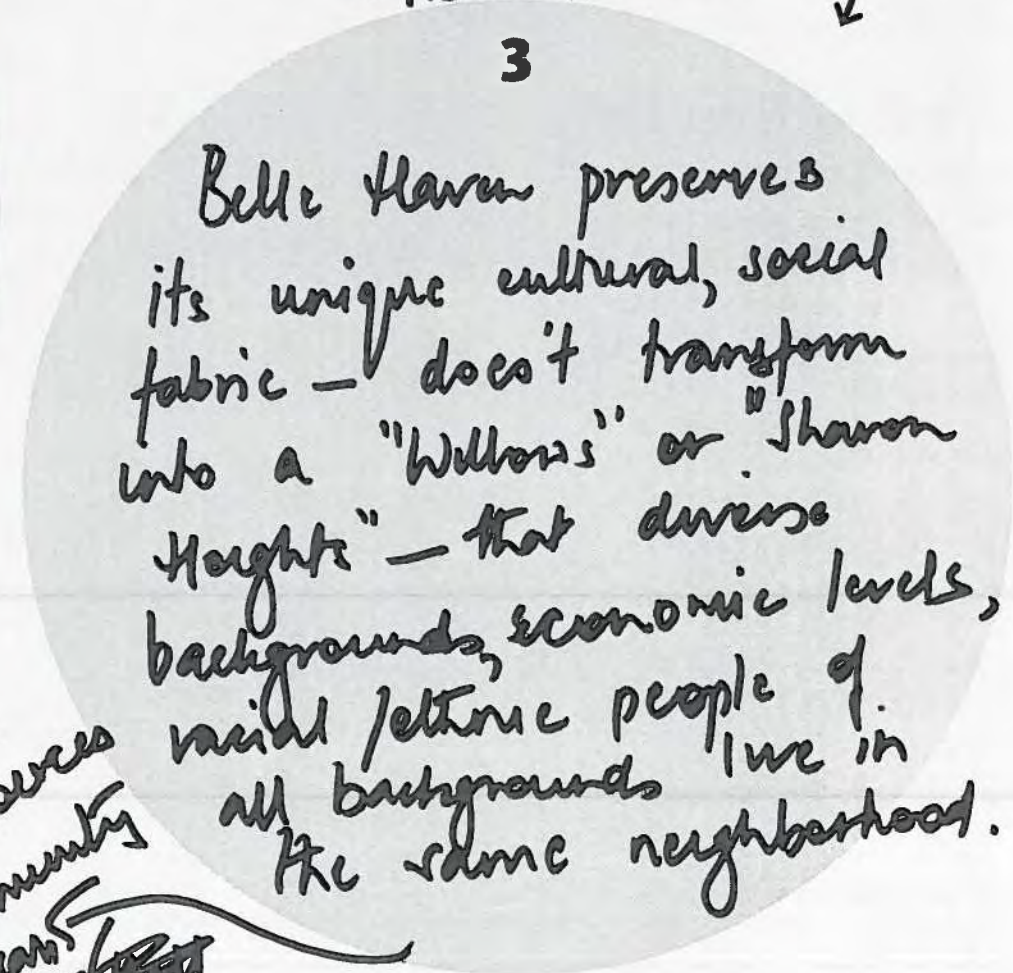 3
Belle Haven preserves
its unique cultural, social
fabric — does't transform
into a "Willows" or "Sharon
Heights" — that diverse
backgrounds, economic levels,
racial / ethnic people of
all backgrounds live in
the same neighborhood.